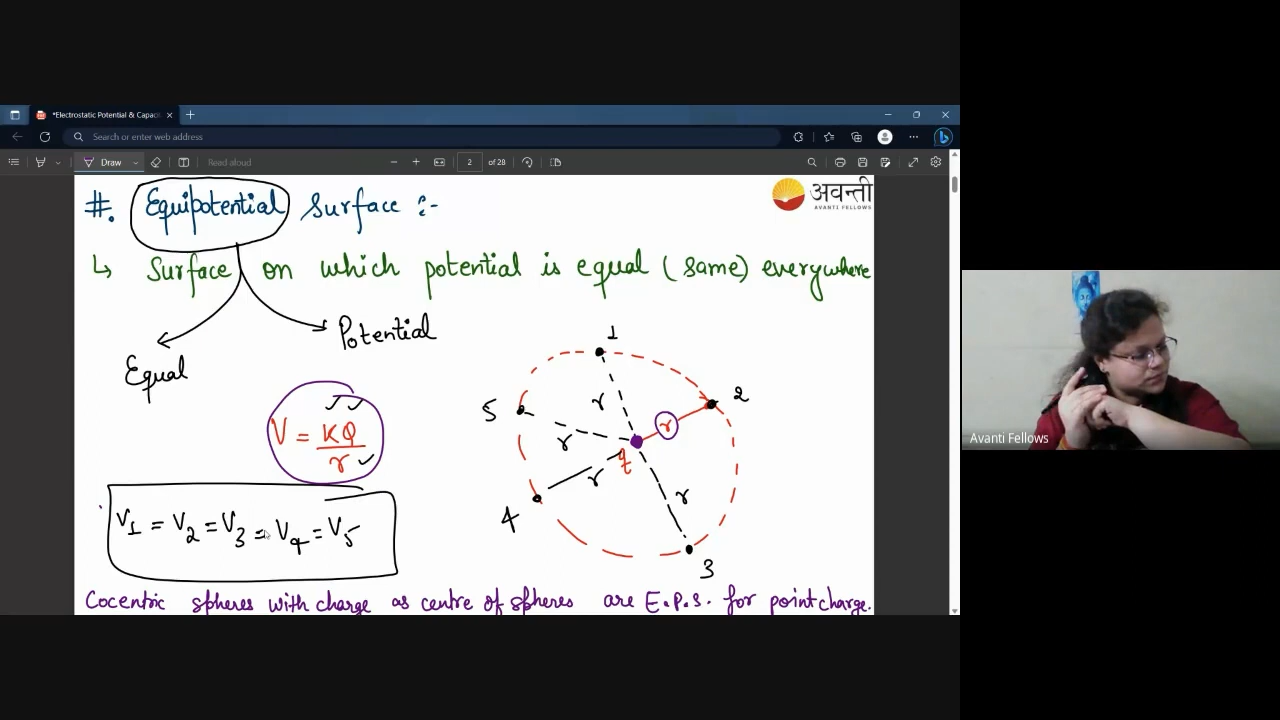 *Electrostatic Potential & Capaci
Search or enter web address
Draw
Read aloud
2 of 28
#. Equipotential Surface :-
अवन्ती
AVANTI FELLOWS
↳ Surface on which potential is equal (same) everywhere
Equal
Potential
V = KQ/r
V1 = V2 = V3 = V4 = V5
1
2
3
4
5
r
r
r
r
r
q
Cocentric spheres with charge as centre of spheres are E.P.S. for point charge.
Avanti Fellows